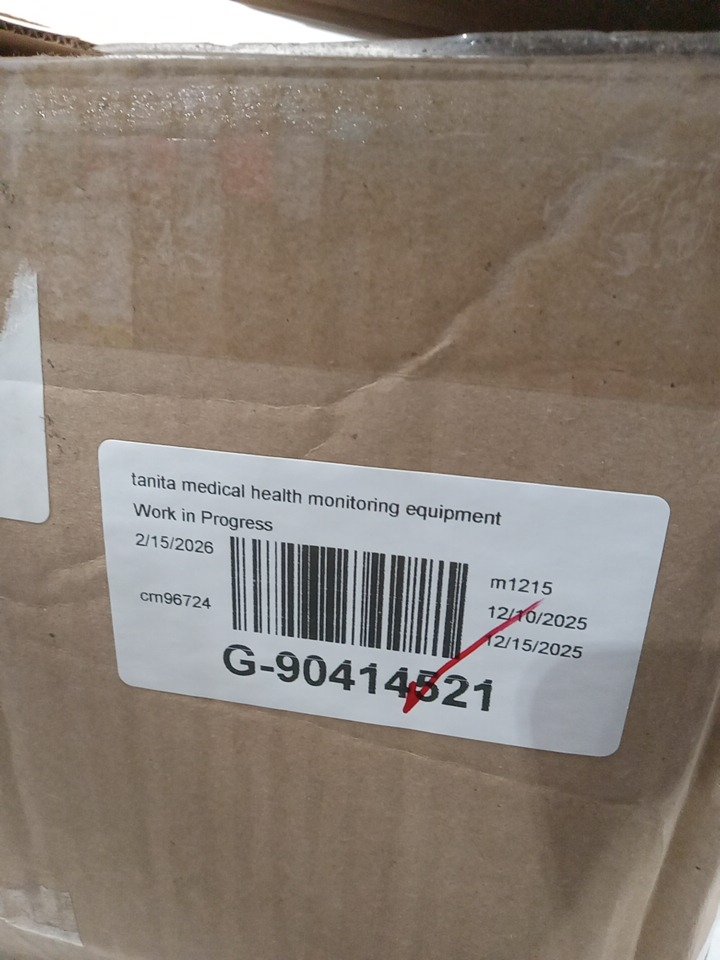 tanita medical health monitoring equipment
Work in Progress
2/15/2026
m1215
cm96724
12/10/2025
12/15/2025
G-90414521